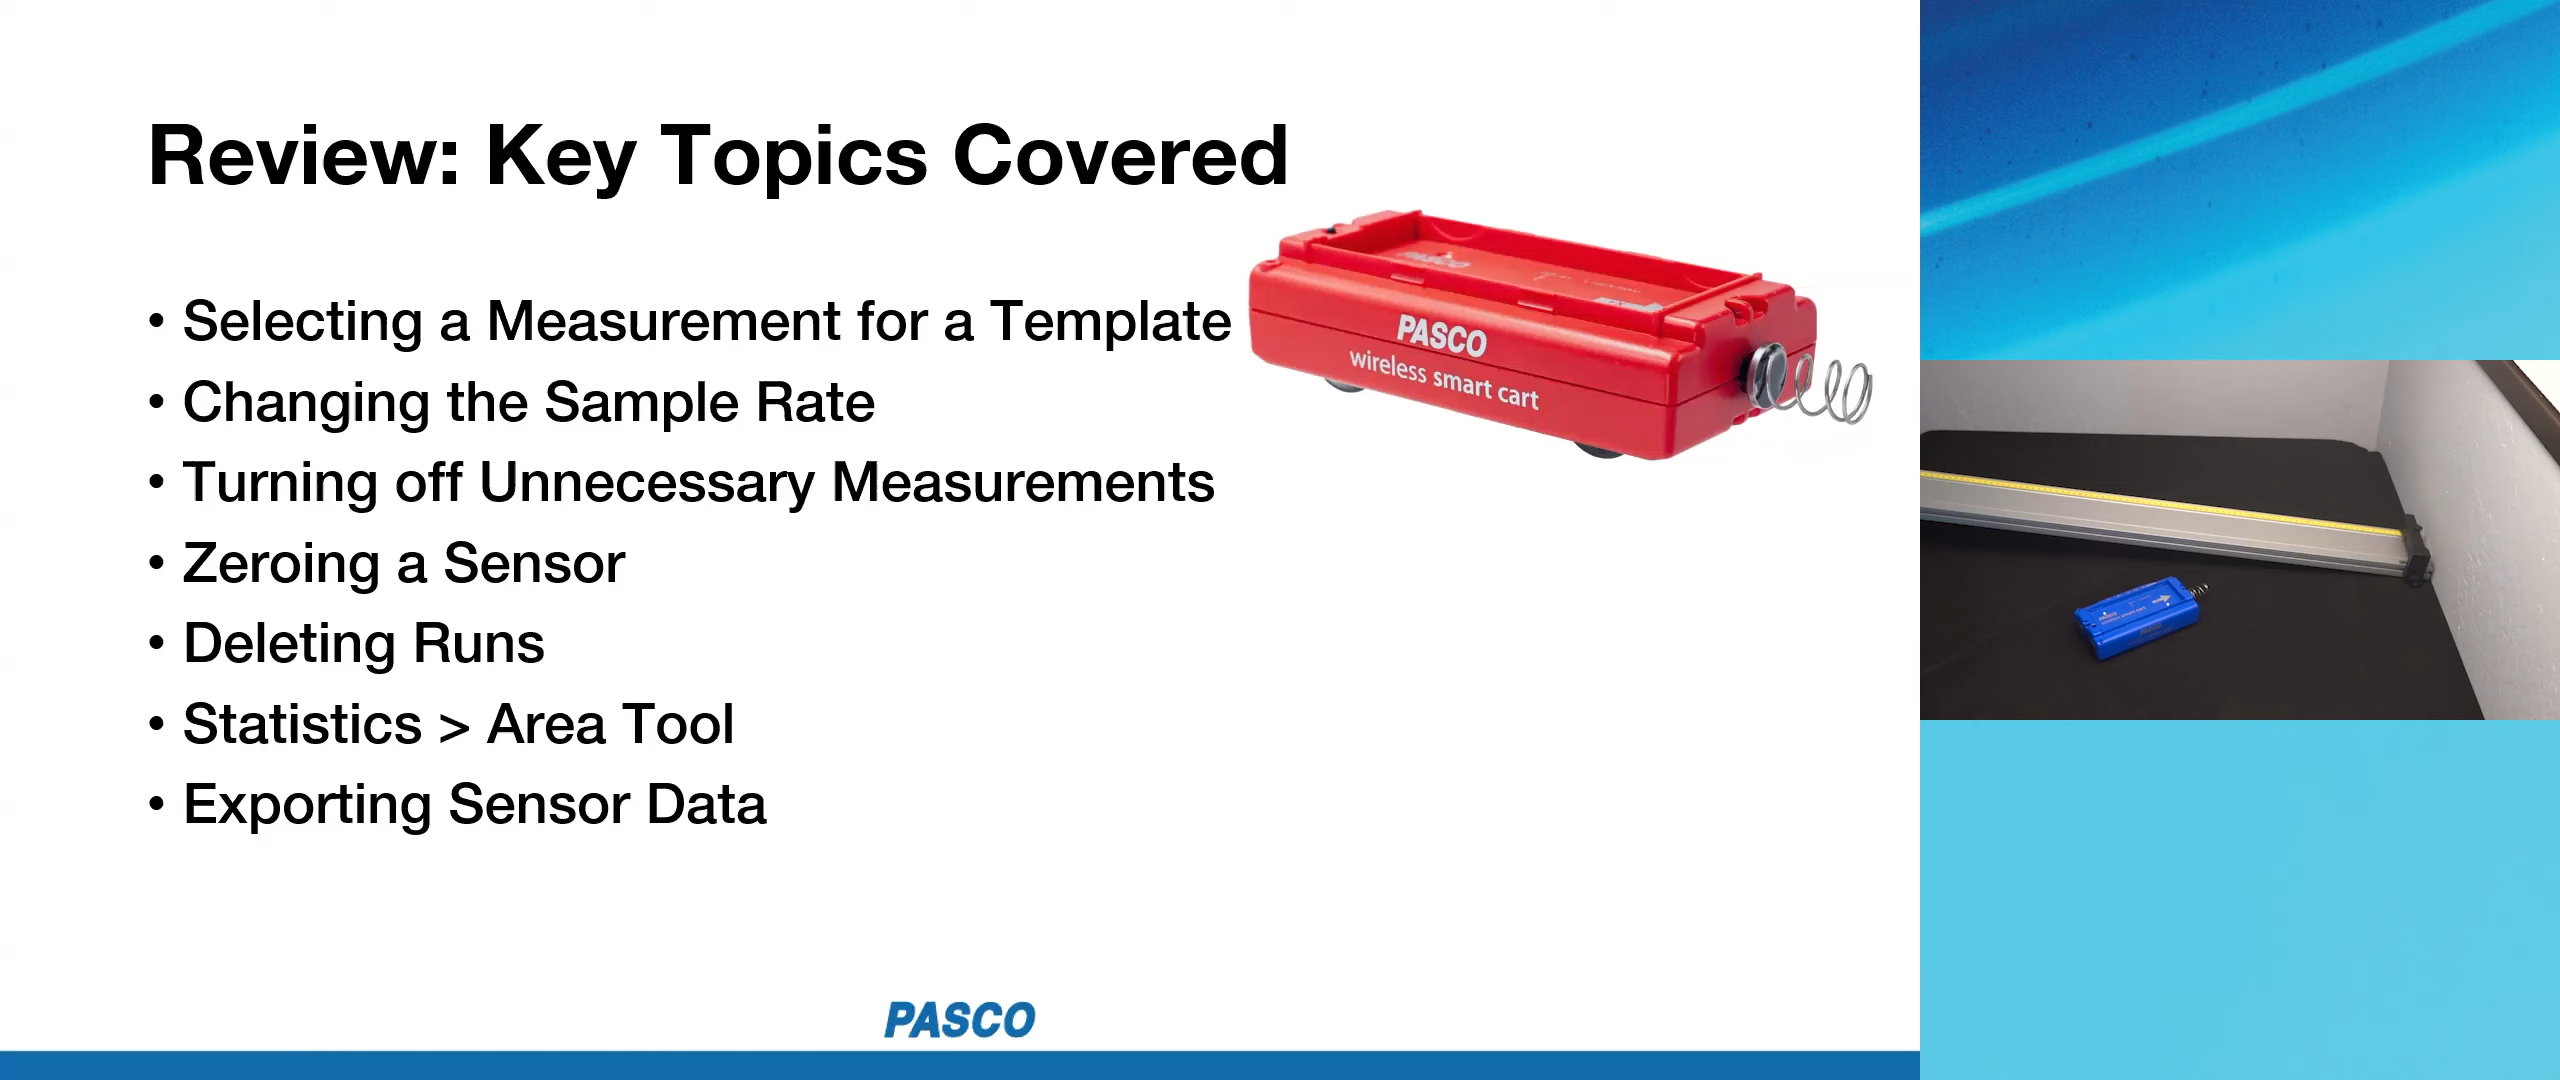 Review: Key Topics Covered
• Selecting a Measurement for a Template
• Changing the Sample Rate
• Turning off Unnecessary Measurements
• Zeroing a Sensor
• Deleting Runs
• Statistics > Area Tool
• Exporting Sensor Data
PASCO
wireless smart cart
PASCO